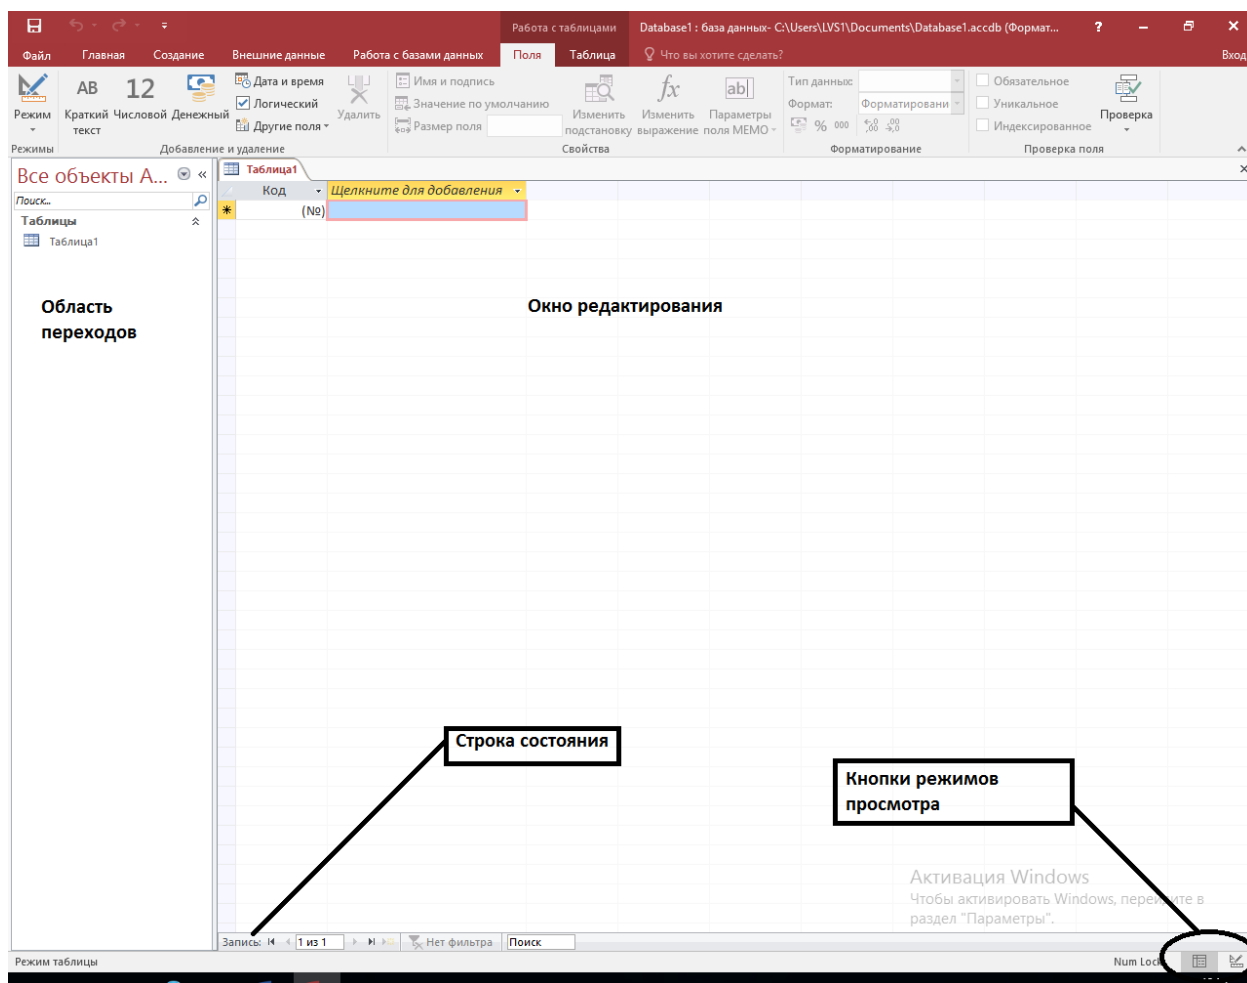 Работа с таблицами
Database1 : база данных- C:\Users\LVS1\Documents\Database1.accdb (Формат...
?
Файл Главная Создание Внешние данные Работа с базами данных Поля Таблица Что вы хотите сделать? Вход
Режим
AB
Краткий текст
12
Числовой
Денежный
Дата и время
Логический
Другие поля
Удалить
Имя и подпись
Значение по умолчанию
Размер поля
Изменить подстановку
fx
Изменить выражение
ab|
Параметры поля МЕМО
Тип данных:
Формат: Форматировани
% 000 ,00 ,0
Обязательное
Уникальное
Индексированное
Проверка
Режимы Добавление и удаление Свойства Форматирование Проверка поля
Все объекты A... «
Поиск...
Таблицы
Таблица1
Таблица1
Код Щелкните для добавления
(№)
Область
переходов
Окно редактирования
Строка состояния
Кнопки режимов
просмотра
Активация Windows
Чтобы активировать Windows, перейдите в
раздел "Параметры".
Запись: 1 из 1 Нет фильтра Поиск
Режим таблицы Num Lock